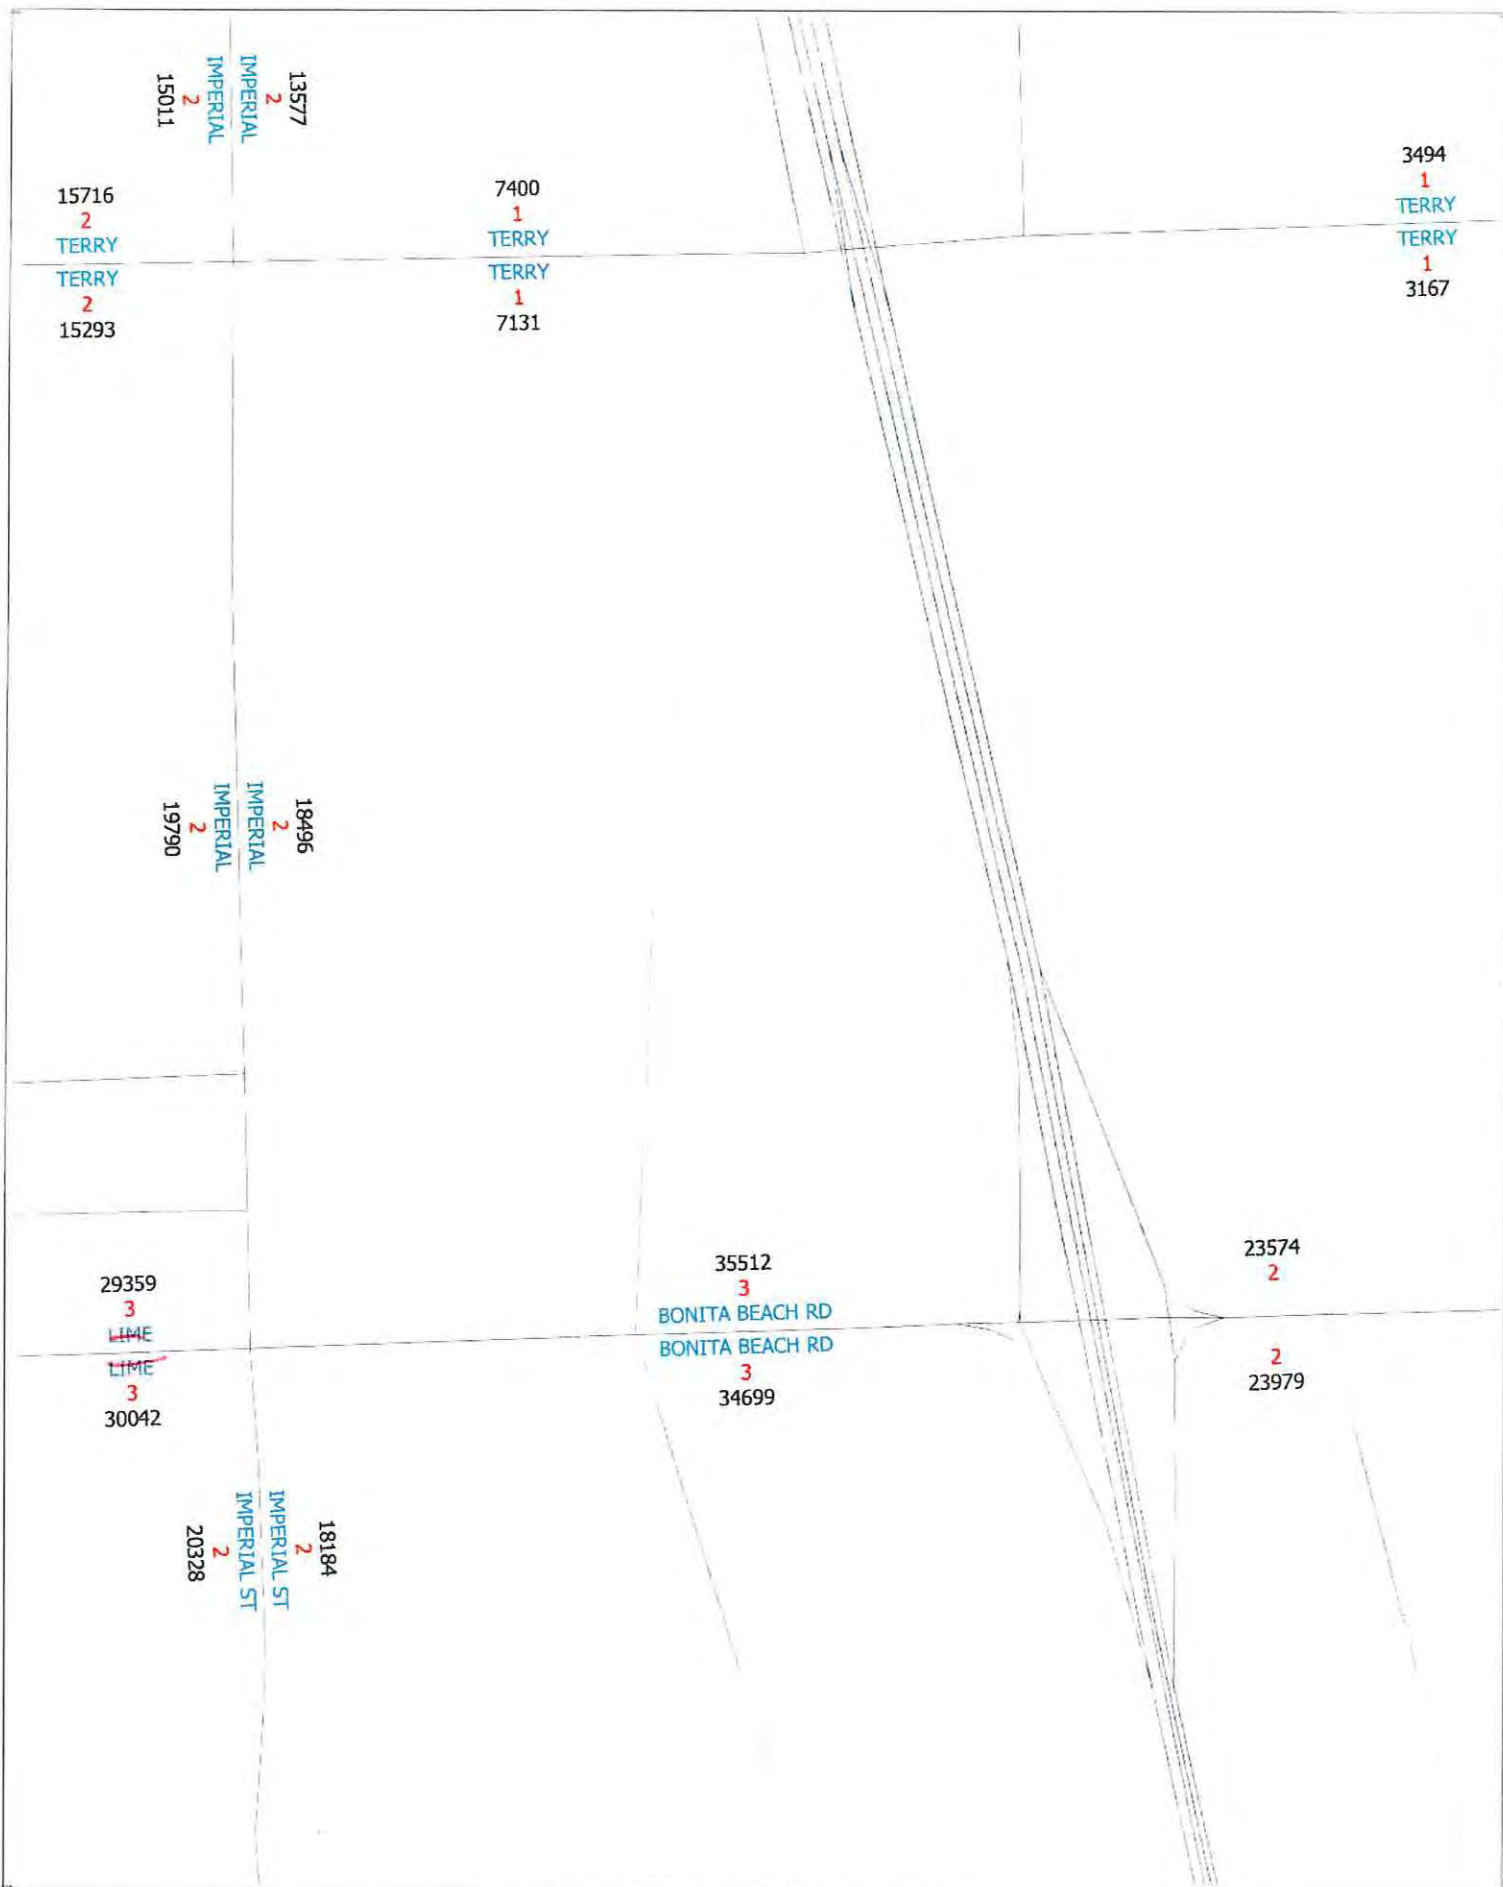 13577
2
IMPERIAL
IMPERIAL
2
15011
15716
2
TERRY
TERRY
2
15293
7400
1
TERRY
TERRY
1
7131
3494
1
TERRY
TERRY
1
3167
18496
2
IMPERIAL
IMPERIAL
2
19790
29359
3
LIME
LIME
3
30042
35512
3
BONITA BEACH RD
BONITA BEACH RD
3
34699
23574
2
2
23979
18184
2
IMPERIAL ST
IMPERIAL ST
2
20328